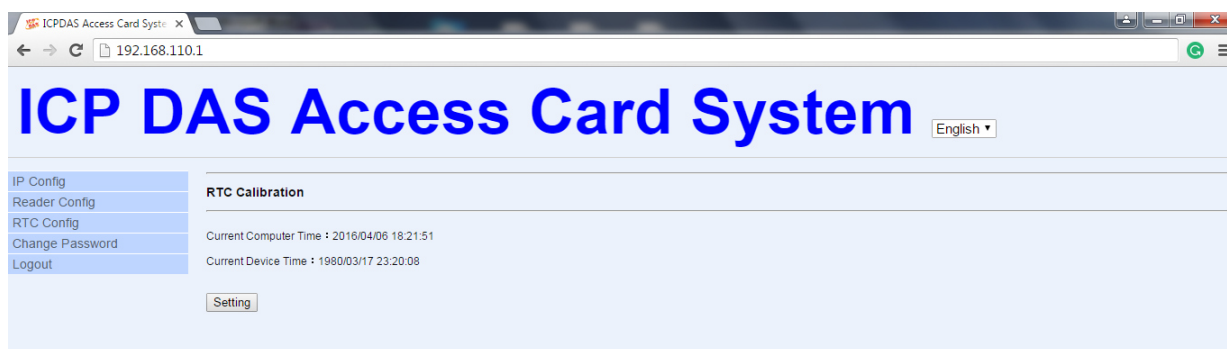 ICPDAS Access Card Syste
192.168.110.1
ICP DAS Access Card System
English
IP Config
Reader Config
RTC Config
Change Password
Logout
RTC Calibration
Current Computer Time：2016/04/06 18:21:51
Current Device Time：1980/03/17 23:20:08
Setting